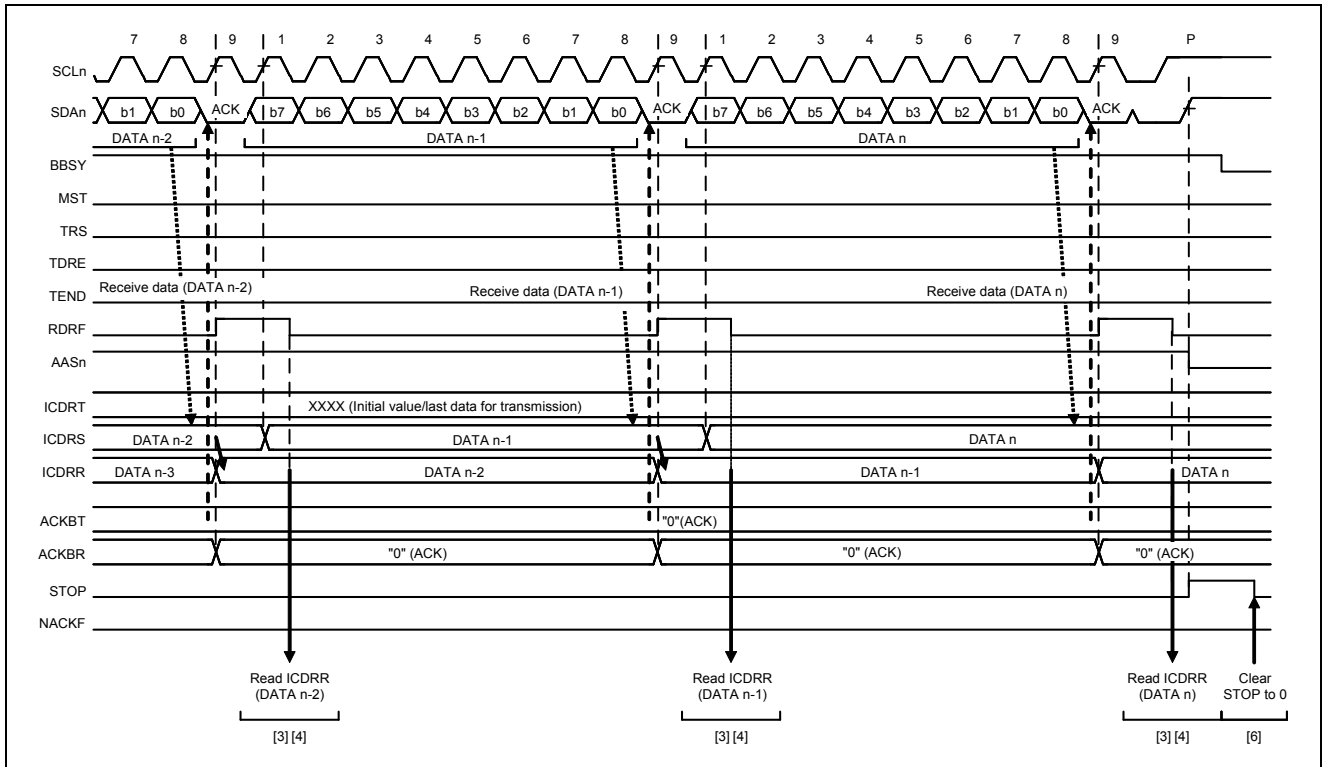 7 8 9 1 2 3 4 5 6 7 8 9 1 2 3 4 5 6 7 8 9 P
SCLn
SDAn b1 b0 ACK b7 b6 b5 b4 b3 b2 b1 b0 ACK b7 b6 b5 b4 b3 b2 b1 b0 ACK
DATA n-2 DATA n-1 DATA n
BBSY
MST
TRS
TDRE
Receive data (DATA n-2) Receive data (DATA n-1) Receive data (DATA n)
TEND
RDRF
AASn
ICDRT XXXX (Initial value/last data for transmission)
ICDRS DATA n-2 DATA n-1 DATA n
ICDRR DATA n-3 DATA n-2 DATA n-1 DATA n
ACKBT "0"(ACK)
ACKBR "0" (ACK) "0" (ACK) "0" (ACK)
STOP
NACKF
Read ICDRR Read ICDRR Read ICDRR Clear
(DATA n-2) (DATA n-1) (DATA n) STOP to 0
[3] [4] [3] [4] [3] [4] [6]